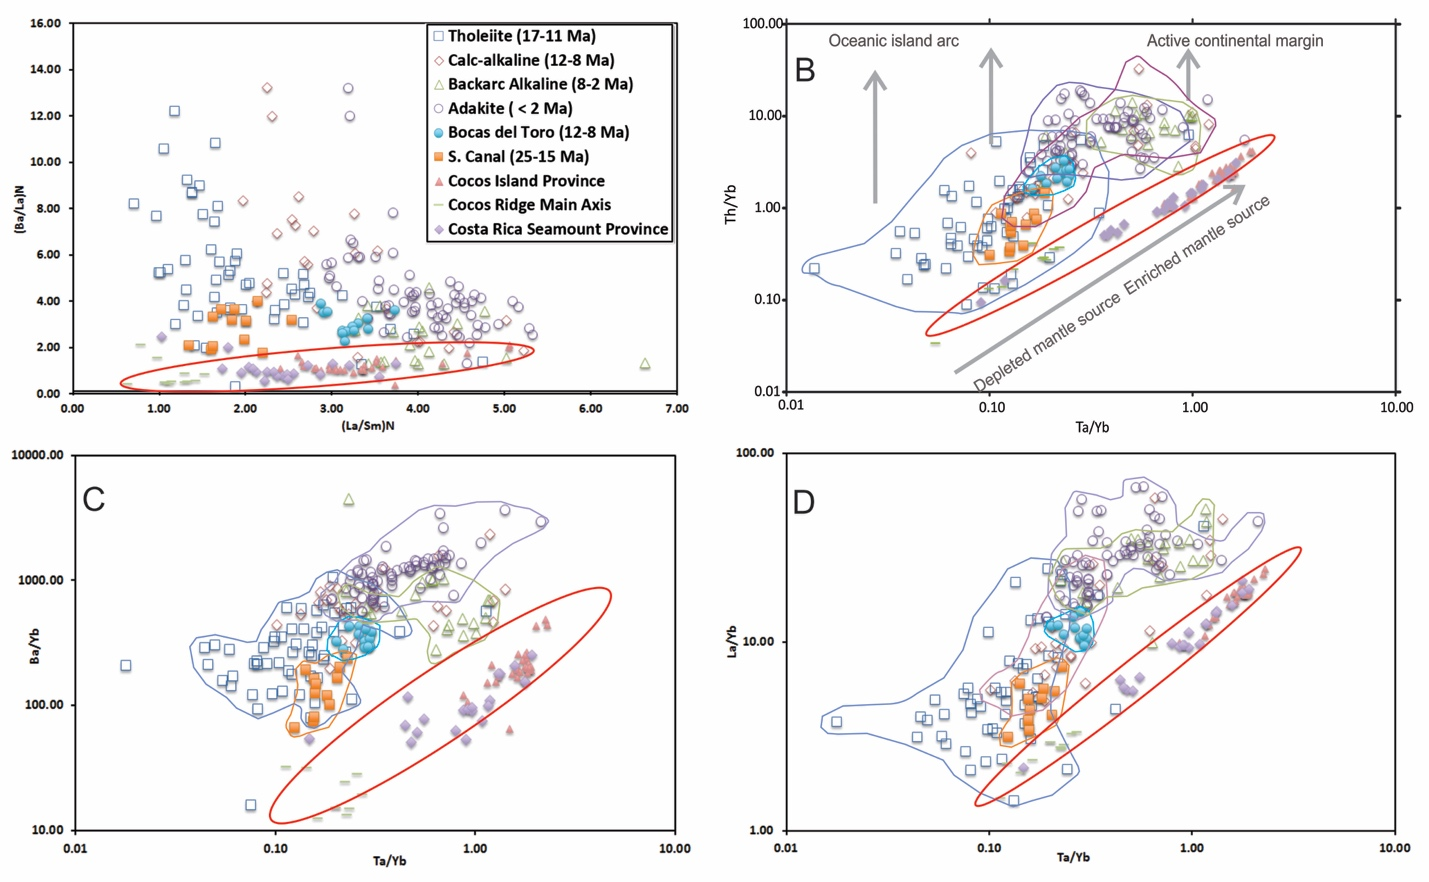 16.00
14.00
12.00
10.00
8.00
6.00
4.00
2.00
0.00
(Ba/La)N
0.00 1.00 2.00 3.00 4.00 5.00 6.00 7.00
(La/Sm)N
Tholeiite (17-11 Ma)
Calc-alkaline (12-8 Ma)
Backarc Alkaline (8-2 Ma)
Adakite ( < 2 Ma)
Bocas del Toro (12-8 Ma)
S. Canal (25-15 Ma)
Cocos Island Province
Cocos Ridge Main Axis
Costa Rica Seamount Province
B
100.00
10.00
1.00
0.10
0.01
Th/Yb
Oceanic island arc
Active continental margin
Depleted mantle source Enriched mantle source
0.01 0.10 1.00 10.00
Ta/Yb
C
10000.00
1000.00
100.00
10.00
Ba/Yb
0.01 0.10 1.00 10.00
Ta/Yb
D
100.00
10.00
1.00
La/Yb
0.01 0.10 1.00 10.00
Ta/Yb